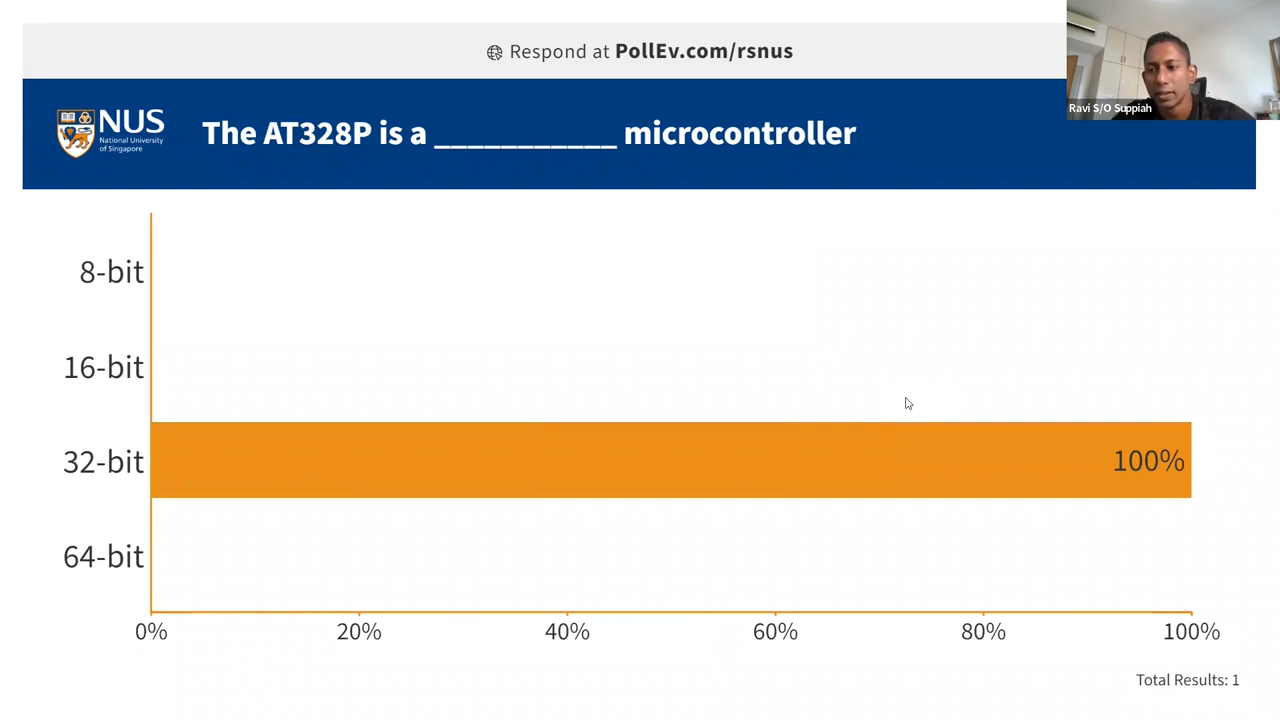 Respond at PollEv.com/rsnus
Ravi S/O Suppiah
NUS
National University
of Singapore
The AT328P is a ___________ microcontroller
8-bit
16-bit
32-bit
100%
64-bit
0%
20%
40%
60%
80%
100%
Total Results: 1